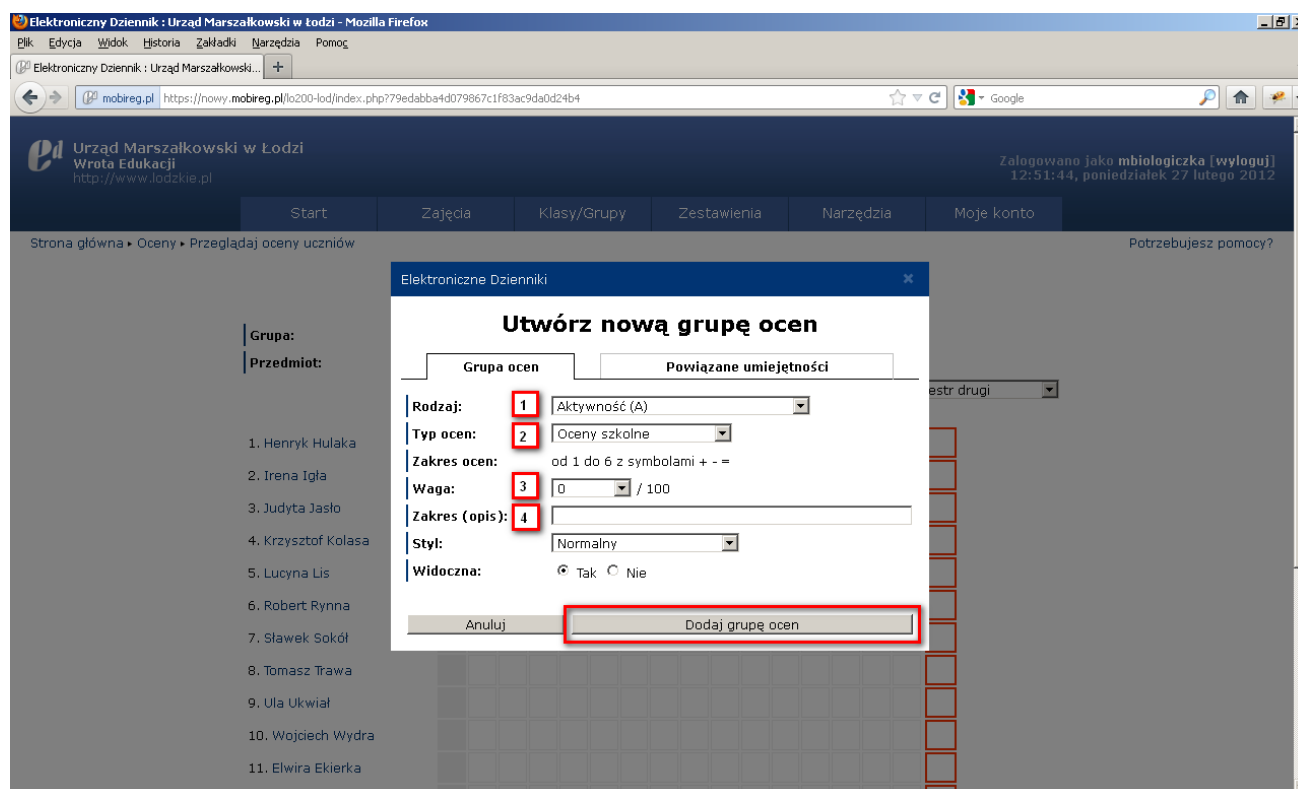 Elektroniczny Dziennik : Urząd Marszałkowski w Łodzi - Mozilla Firefox
Plik Edycja Widok Historia Zakładki Narzędzia Pomoc
Elektroniczny Dziennik : Urząd Marszałkowski... +
mobireg.pl https://nowy.mobireg.pl/lo200-lod/index.php?79edabba4d079867c1f83ac9da0d24b4 Google
Urząd Marszałkowski w Łodzi
Wrota Edukacji
http://www.lodzkie.pl
Zalogowano jako mbiologiczka [wyloguj]
12:51:44, poniedziałek 27 lutego 2012
Start Zajęcia Klasy/Grupy Zestawienia Narzędzia Moje konto
Strona główna ▸ Oceny ▸ Przeglądaj oceny uczniów Potrzebujesz pomocy?
Elektroniczne Dzienniki ×
Utwórz nową grupę ocen
Grupa:
Przedmiot:
Grupa ocen Powiązane umiejętności
estr drugi
Rodzaj: 1 Aktywność (A)
Typ ocen: 2 Oceny szkolne
Zakres ocen: od 1 do 6 z symbolami + - =
Waga: 3 0 / 100
Zakres (opis): 4
Styl: Normalny
Widoczna: Tak Nie
Anuluj Dodaj grupę ocen
1. Henryk Hulaka
2. Irena Igła
3. Judyta Jasło
4. Krzysztof Kolasa
5. Lucyna Lis
6. Robert Rynna
7. Sławek Sokół
8. Tomasz Trawa
9. Ula Ukwiał
10. Wojciech Wydra
11. Elwira Ekierka